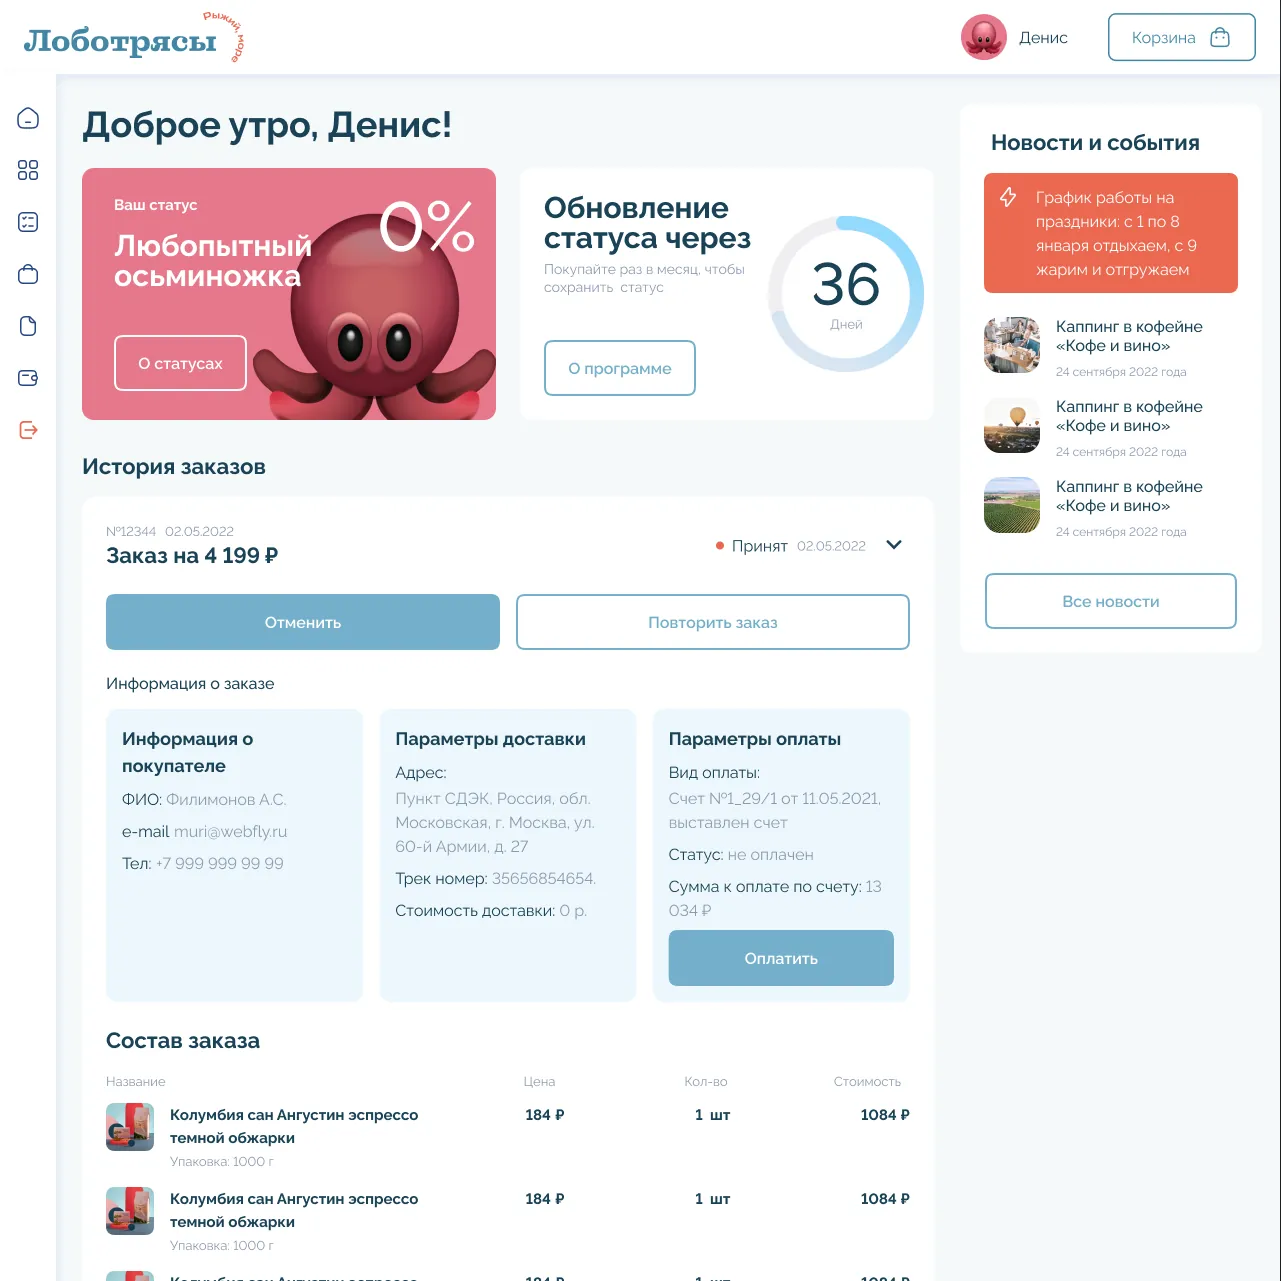 Лоботрясы
Рыжий море
Денис
Корзина
Доброе утро, Денис!
Ваш статус
0%
Любопытный
осьминожка
О статусах
Обновление
статуса через
Покупайте раз в месяц, чтобы
сохранить статус
36
Дней
О программе
Новости и события
График работы на
праздники: с 1 по 8
января отдыхаем, с 9
жарим и отгружаем
Каппинг в кофейне
«Кофе и вино»
24 сентября 2022 года
Каппинг в кофейне
«Кофе и вино»
24 сентября 2022 года
Каппинг в кофейне
«Кофе и вино»
24 сентября 2022 года
Все новости
История заказов
№12344 02.05.2022
Заказ на 4 199 ₽
Принят 02.05.2022
Отменить
Повторить заказ
Информация о заказе
Информация о
покупателе
ФИО: Филимонов А.С.
e-mail muri@webfly.ru
Тел: +7 999 999 99 99
Параметры доставки
Адрес:
Пункт СДЭК, Россия, обл.
Московская, г. Москва, ул.
60-й Армии, д. 27
Трек номер: 35656854654.
Стоимость доставки: 0 р.
Параметры оплаты
Вид оплаты:
Счет №1_29/1 от 11.05.2021,
выставлен счет
Статус: не оплачен
Сумма к оплате по счету: 13
034 ₽
Оплатить
Состав заказа
Название Цена Кол-во Стоимость
Колумбия сан Ангустин эспрессо 184 ₽ 1 шт 1084 ₽
темной обжарки
Упаковка: 1000 г
Колумбия сан Ангустин эспрессо 184 ₽ 1 шт 1084 ₽
темной обжарки
Упаковка: 1000 г
Колумбия сан Ангустин эспрессо 184 ₽ 1 шт 1084 ₽